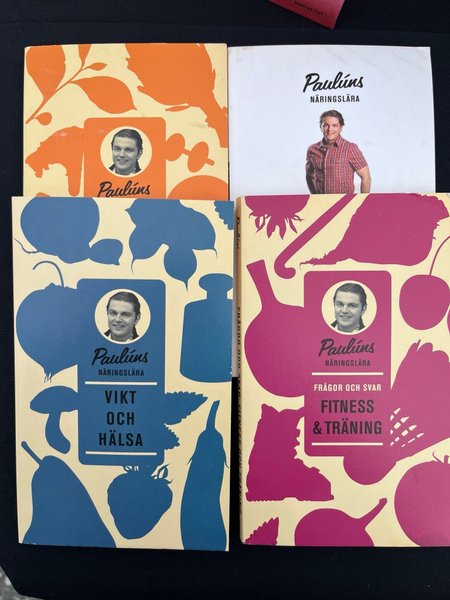 Paulúns
NÄRINGSLÄRA
Paulúns
Paulúns
NÄRINGSLÄRA
VIKT
OCH
HÄLSA
Paulúns
NÄRINGSLÄRA
FRÅGOR OCH SVAR
FITNESS
& TRÄNING